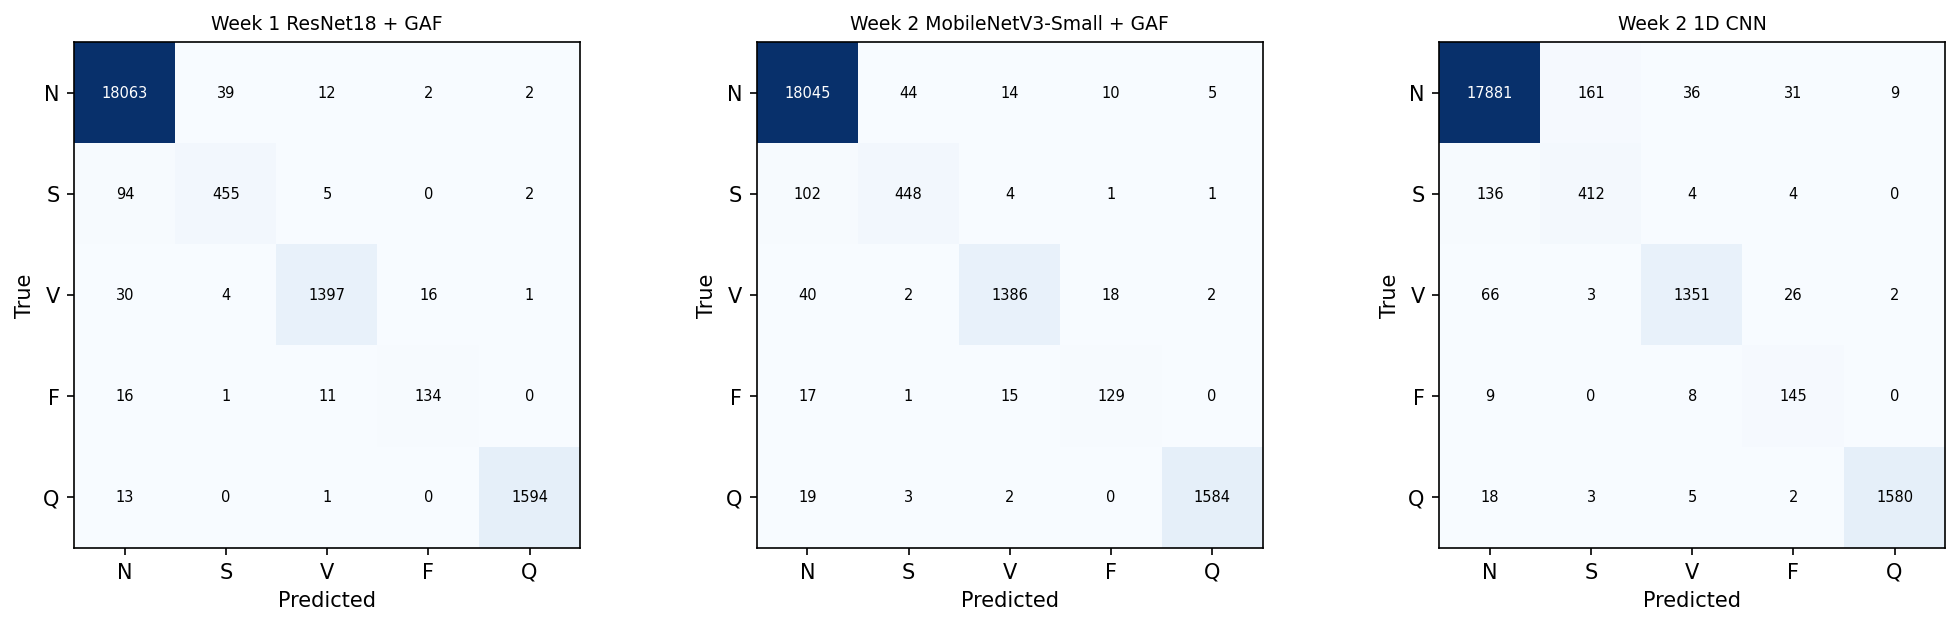 Week 1 ResNet18 + GAF
N 18063 39 12 2 2
S 94 455 5 0 2
V 30 4 1397 16 1
F 16 1 11 134 0
Q 13 0 1 0 1594
N S V F Q
Predicted
True
Week 2 MobileNetV3-Small + GAF
N 18045 44 14 10 5
S 102 448 4 1 1
V 40 2 1386 18 2
F 17 1 15 129 0
Q 19 3 2 0 1584
N S V F Q
Predicted
True
Week 2 1D CNN
N 17881 161 36 31 9
S 136 412 4 4 0
V 66 3 1351 26 2
F 9 0 8 145 0
Q 18 3 5 2 1580
N S V F Q
Predicted
True